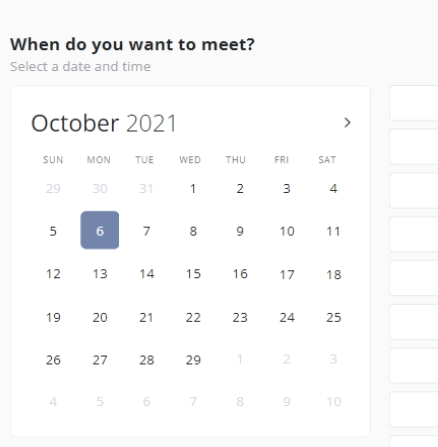 When do you want to meet?
Select a date and time
October 2021
SUN MON TUE WED THU FRI SAT
29 30 31 1 2 3 4
5 6 7 8 9 10 11
12 13 14 15 16 17 18
19 20 21 22 23 24 25
26 27 28 29 1 2 3
4 5 6 7 8 9 10